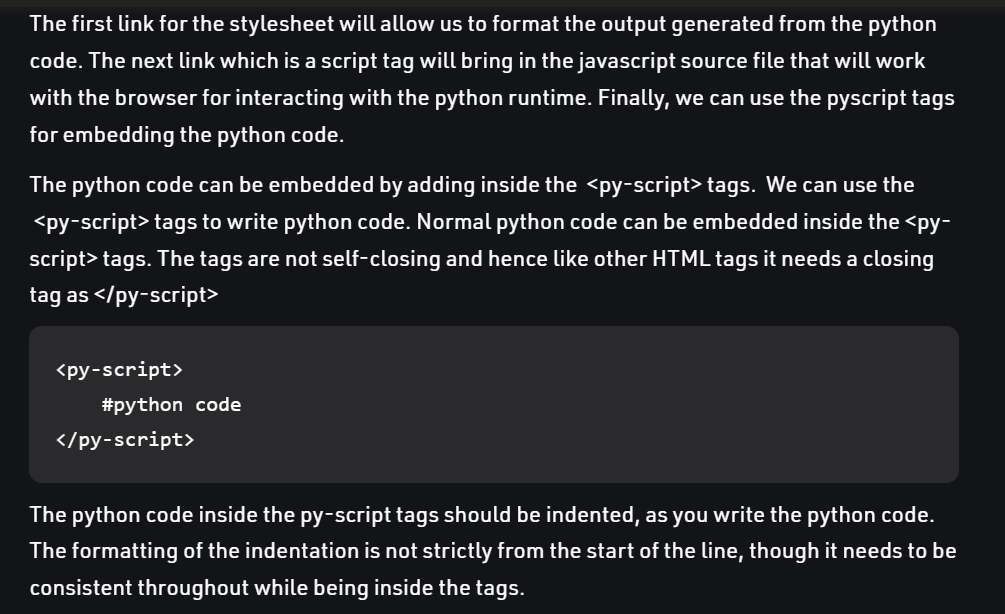 The first link for the stylesheet will allow us to format the output generated from the python
code. The next link which is a script tag will bring in the javascript source file that will work
with the browser for interacting with the python runtime. Finally, we can use the pyscript tags
for embedding the python code.
The python code can be embedded by adding inside the <py-script> tags. We can use the
<py-script> tags to write python code. Normal python code can be embedded inside the <py-
script> tags. The tags are not self-closing and hence like other HTML tags it needs a closing
tag as </py-script>
<py-script>
    #python code
</py-script>
The python code inside the py-script tags should be indented, as you write the python code.
The formatting of the indentation is not strictly from the start of the line, though it needs to be
consistent throughout while being inside the tags.